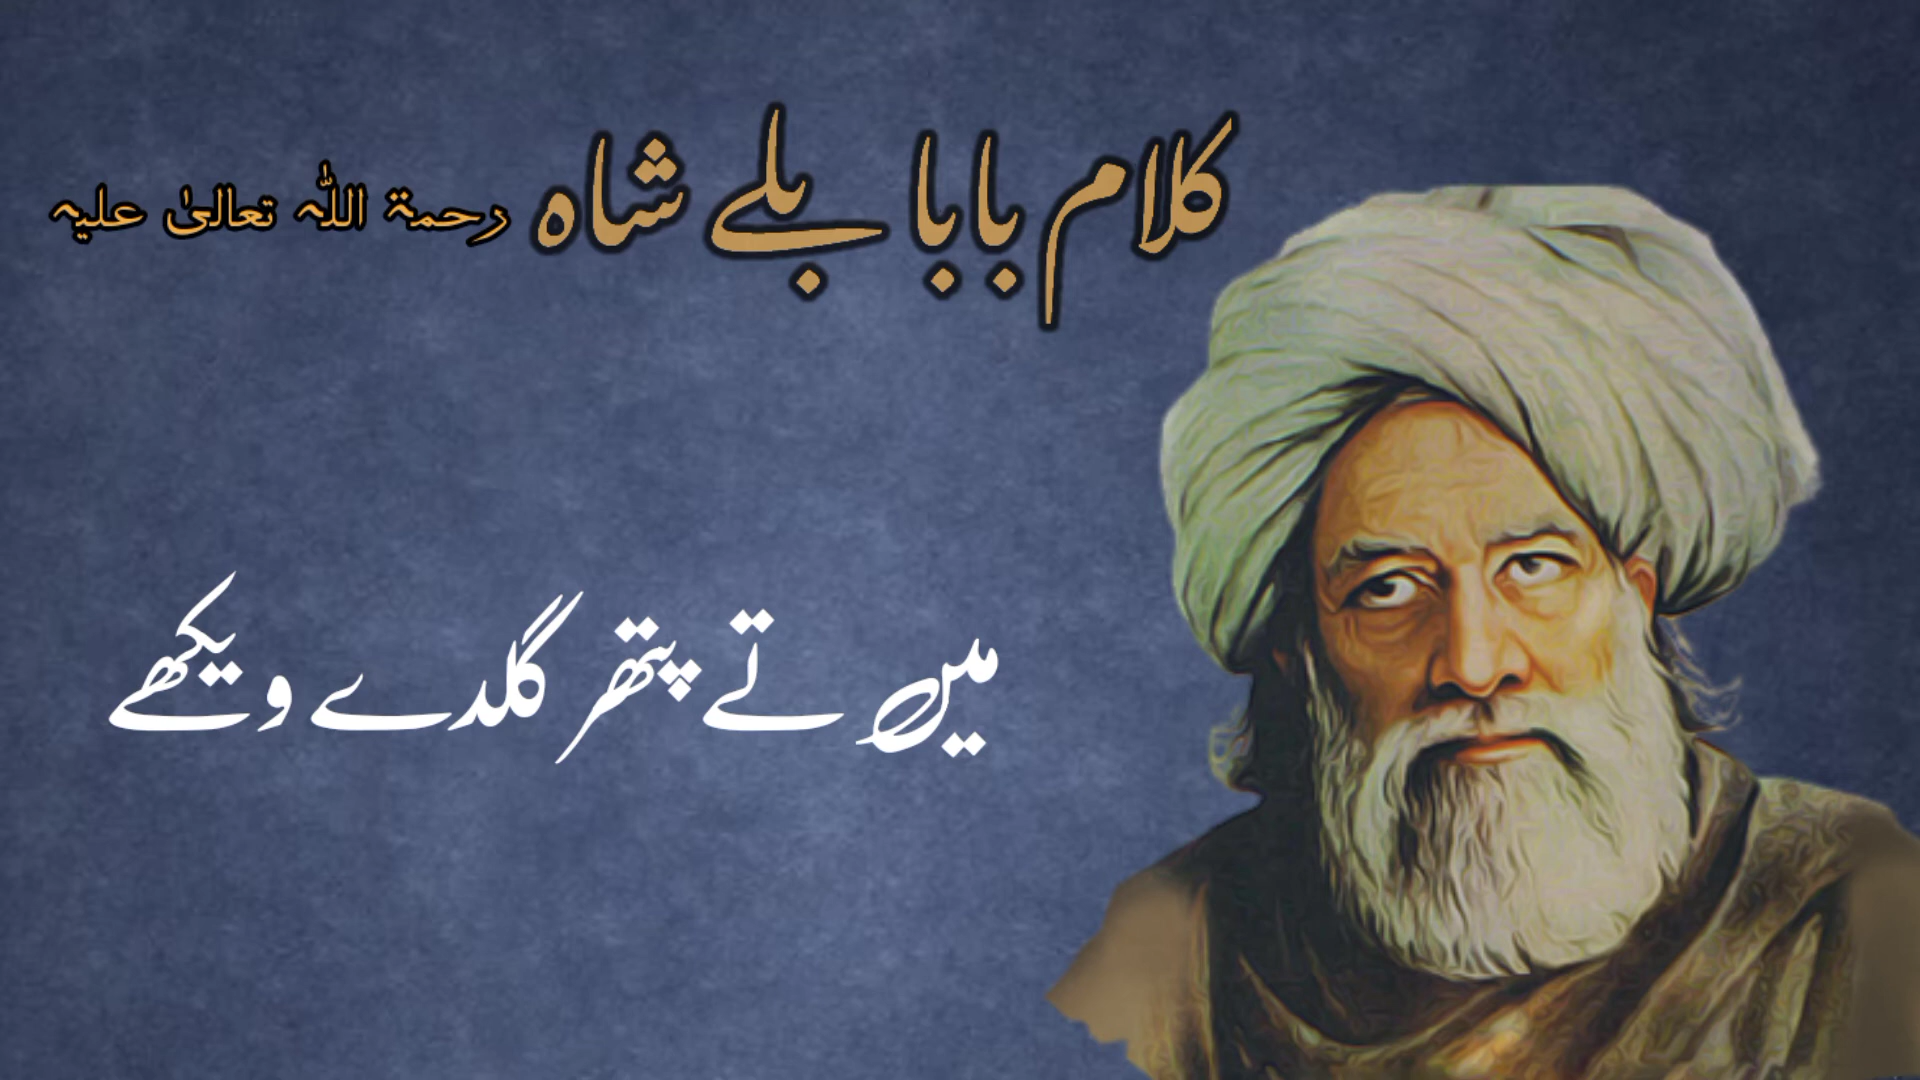 کلام بابا بلے شاہ رحمۃ اللہ تعالیٰ علیہ
میں تے پتھر گلدے ویکھے